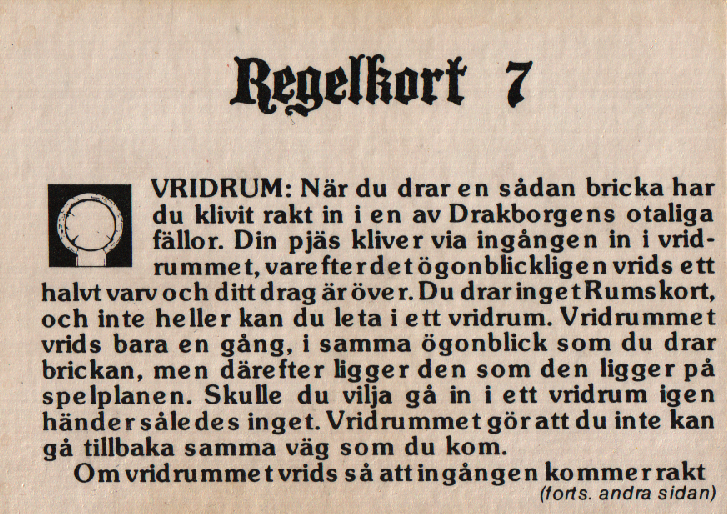 Regelkort 7
VRIDRUM: När du drar en sådan bricka har
du klivit rakt in i en av Drakborgens otaliga
fällor. Din pjäs kliver via ingången in i vrid-
rummet, varefter det ögonblickligen vrids ett
halvt varv och ditt drag är över. Du drar inget Rumskort,
och inte heller kan du leta i ett vridrum. Vridrummet
vrids bara en gång, i samma ögonblick som du drar
brickan, men därefter ligger den som den ligger på
spelplanen. Skulle du vilja gå in i ett vridrum igen
händer således inget. Vridrummet gör att du inte kan
gå tillbaka samma väg som du kom.
Om vridrummet vrids så att ingången kommer rakt
(forts. andra sidan)